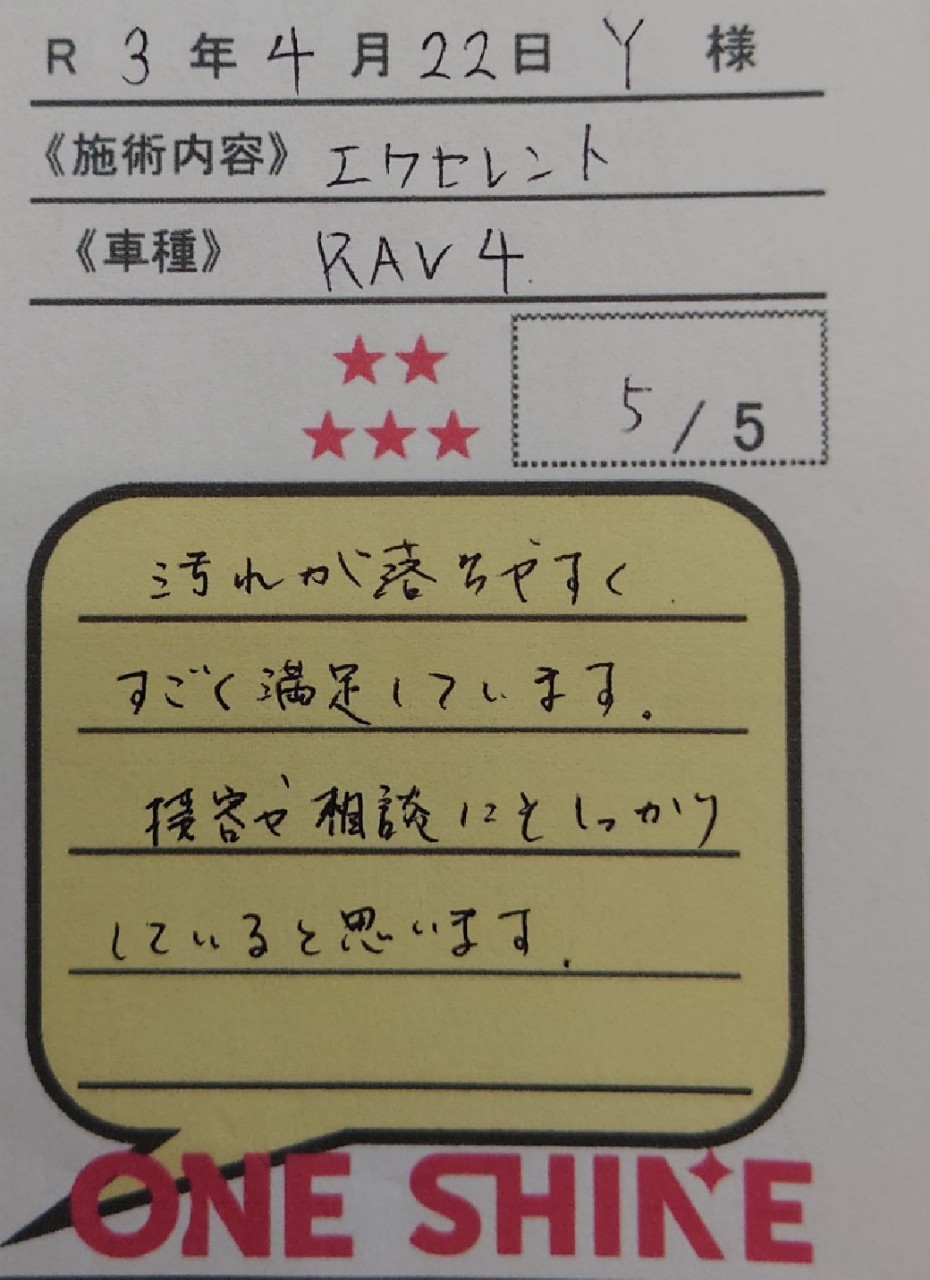 R 3年4月22日 Y 様
《施術内容》エクセレント
《車種》RAV4
5/5
汚れが落ちやすく
すごく満足しています。
接客や相談にもしっかり
していると思います。
ONE SHINE